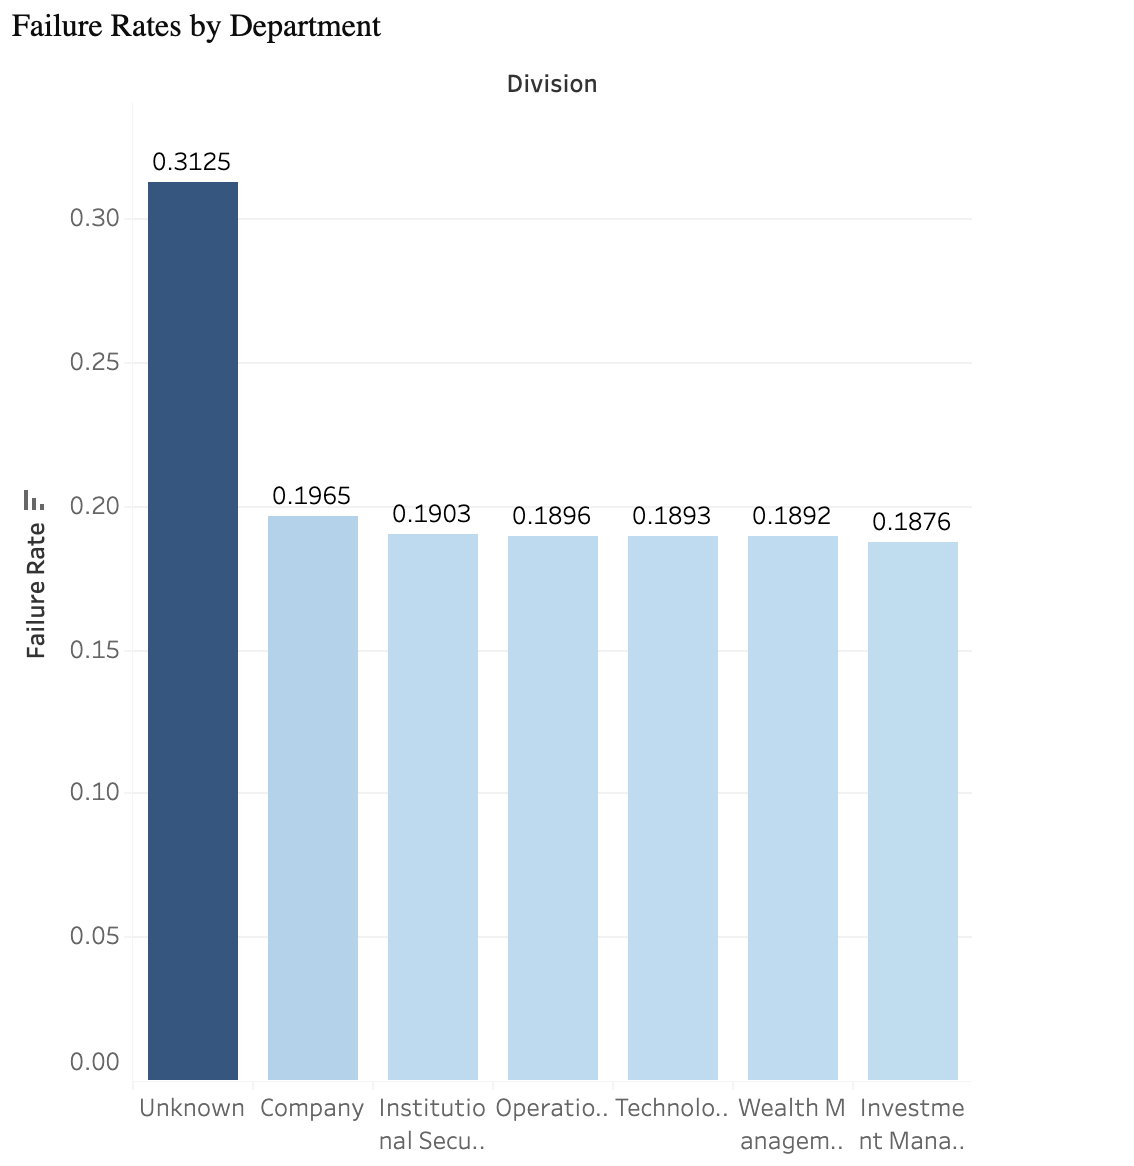 Failure Rates by Department
Division
0.3125
0.30
0.25
0.1965
0.20
0.1903
0.1896
0.1893
0.1892
0.1876
Failure Rate
0.15
0.10
0.05
0.00
Unknown
Company
Institutio
nal Secu..
Operatio..
Technolo..
Wealth M
anagem..
Investme
nt Mana..